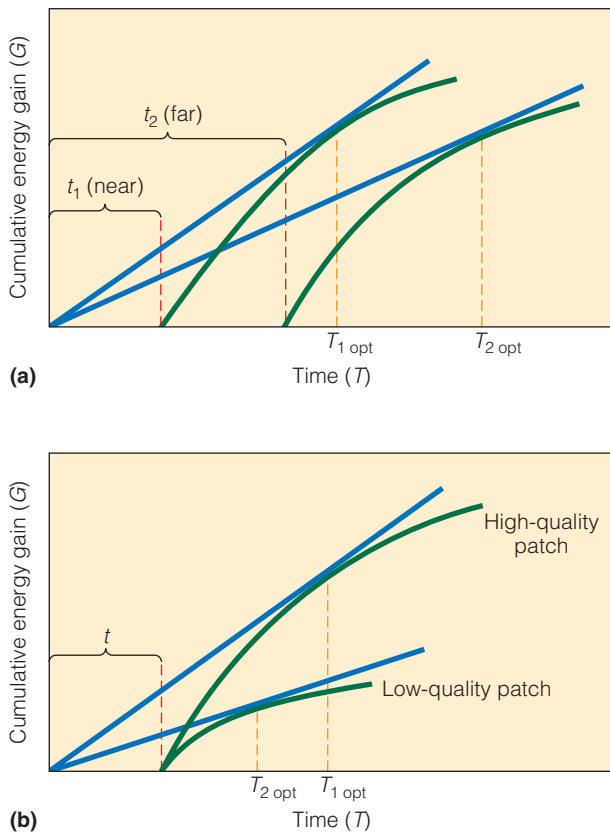 Cumulative energy gain (G)
t2 (far)
t1 (near)
T1 opt
T2 opt
(a)
Time (T)
Cumulative energy gain (G)
High-quality
patch
t
Low-quality patch
T2 opt
T1 opt
(b)
Time (T)